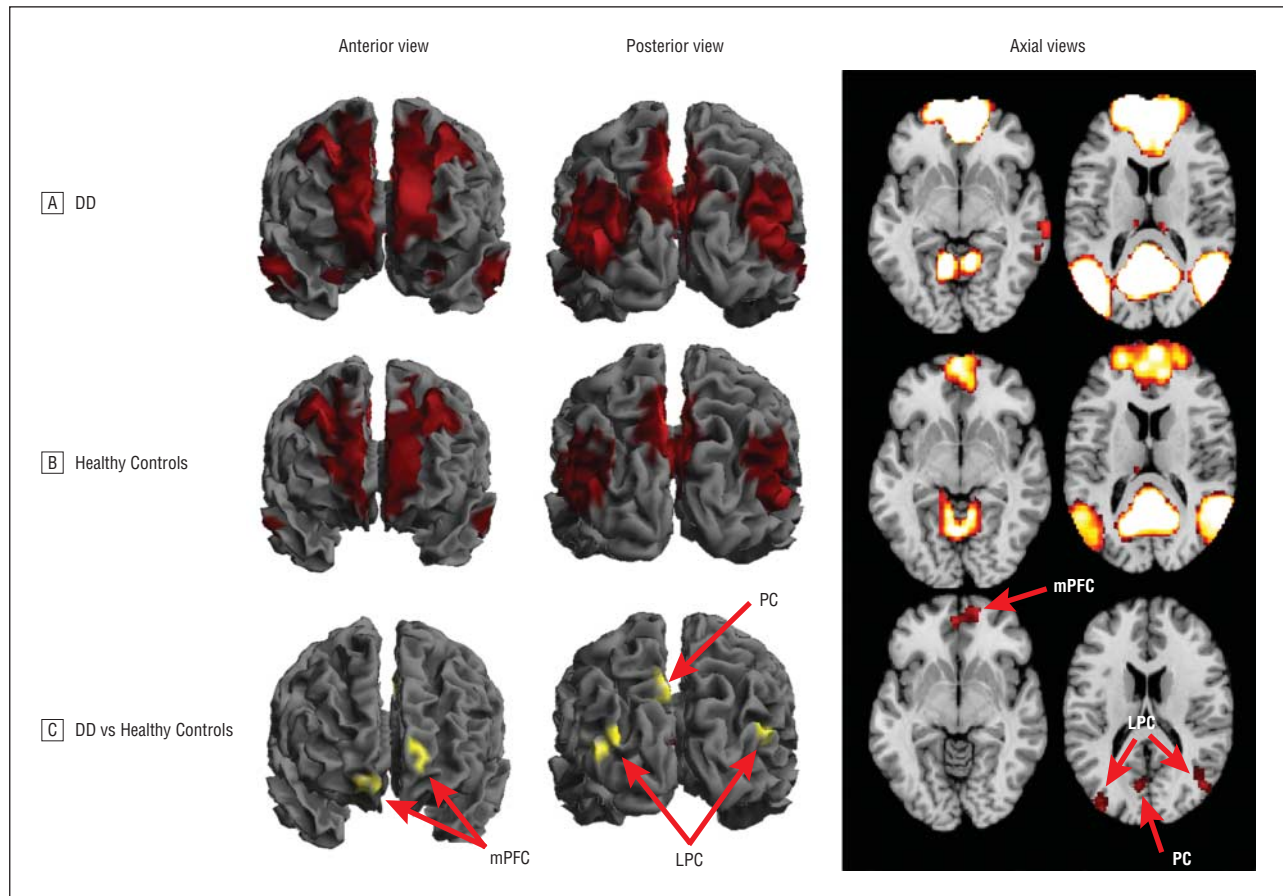 Anterior view
Posterior view
Axial views
A DD
B Healthy Controls
mPFC
PC
C DD vs Healthy Controls
LPC
mPFC
LPC
PC